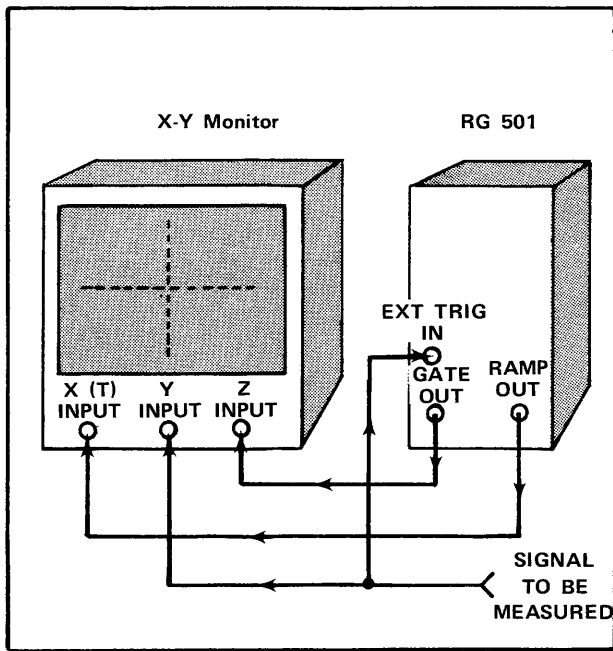 X-Y Monitor
RG 501
X (T)
INPUT
Y
INPUT
Z
INPUT
EXT TRIG
IN
GATE
OUT
RAMP
OUT
SIGNAL
TO BE
MEASURED